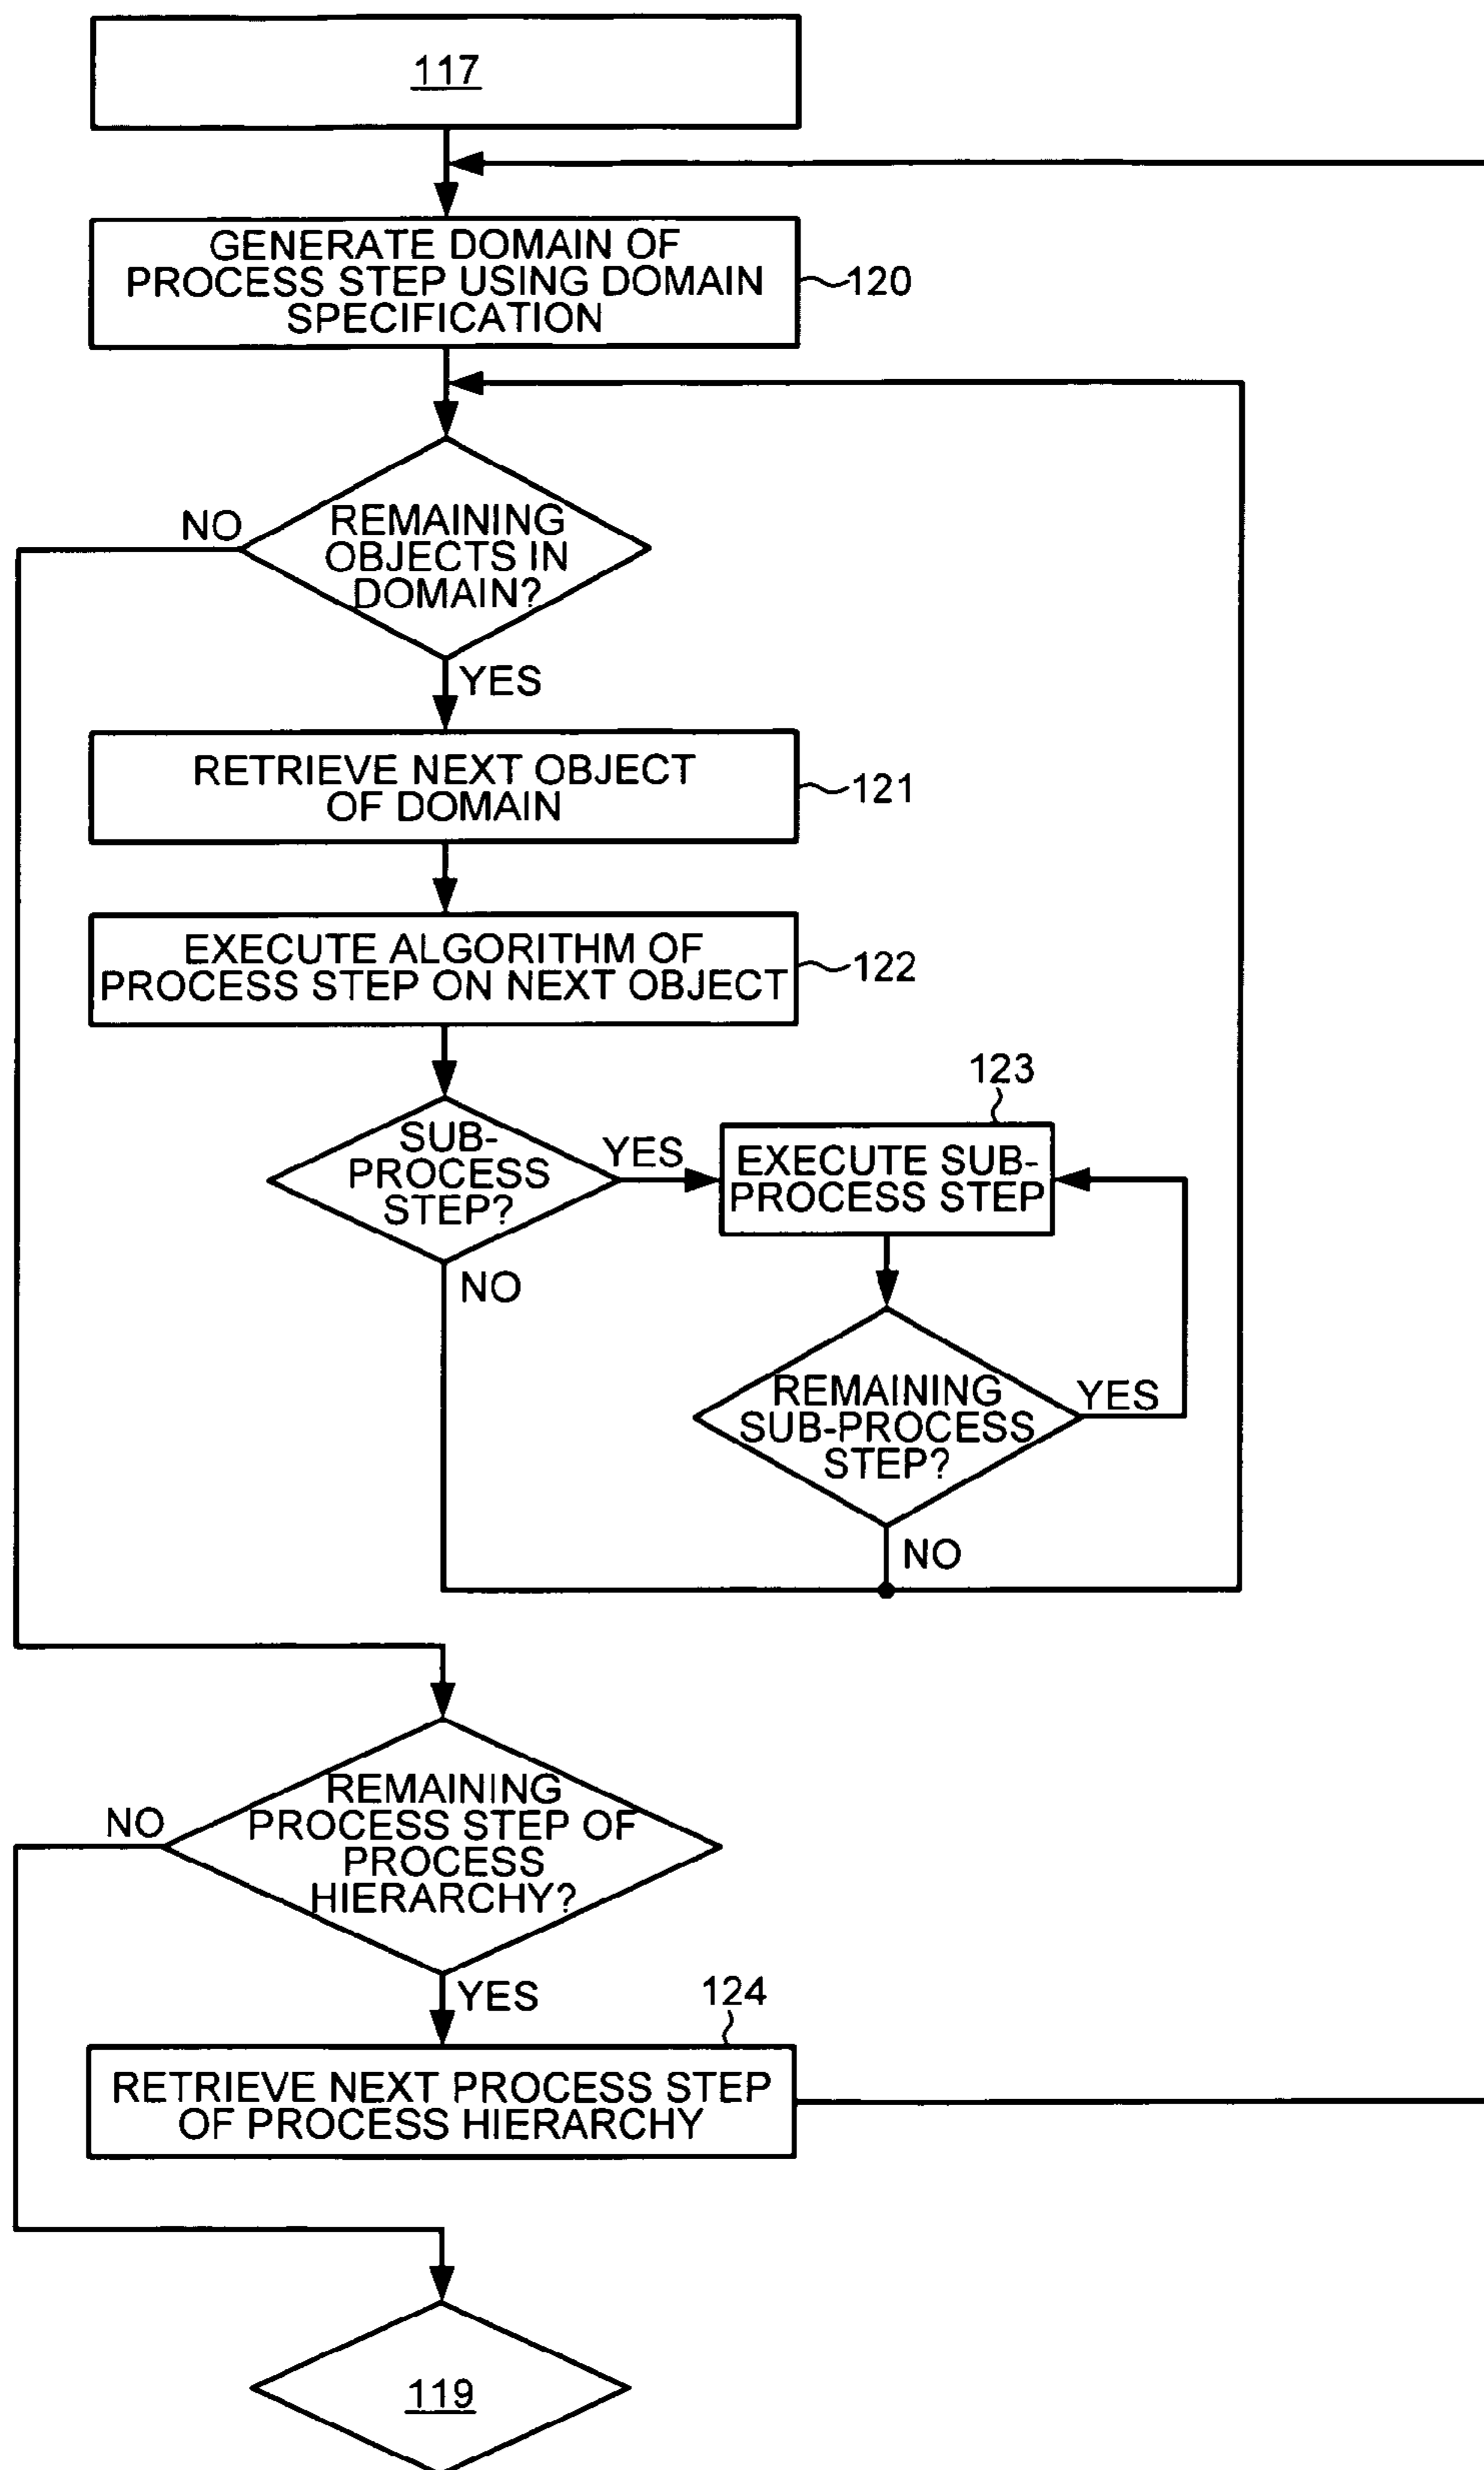 117
GENERATE DOMAIN OF
PROCESS STEP USING DOMAIN
SPECIFICATION
120
NO
REMAINING
OBJECTS IN
DOMAIN?
YES
RETRIEVE NEXT OBJECT
OF DOMAIN
121
EXECUTE ALGORITHM OF
PROCESS STEP ON NEXT OBJECT
122
SUB-
PROCESS
STEP?
YES
123
EXECUTE SUB-
PROCESS STEP
NO
REMAINING
SUB-PROCESS
STEP?
YES
NO
NO
REMAINING
PROCESS STEP OF
PROCESS
HIERARCHY?
YES
124
RETRIEVE NEXT PROCESS STEP
OF PROCESS HIERARCHY
119